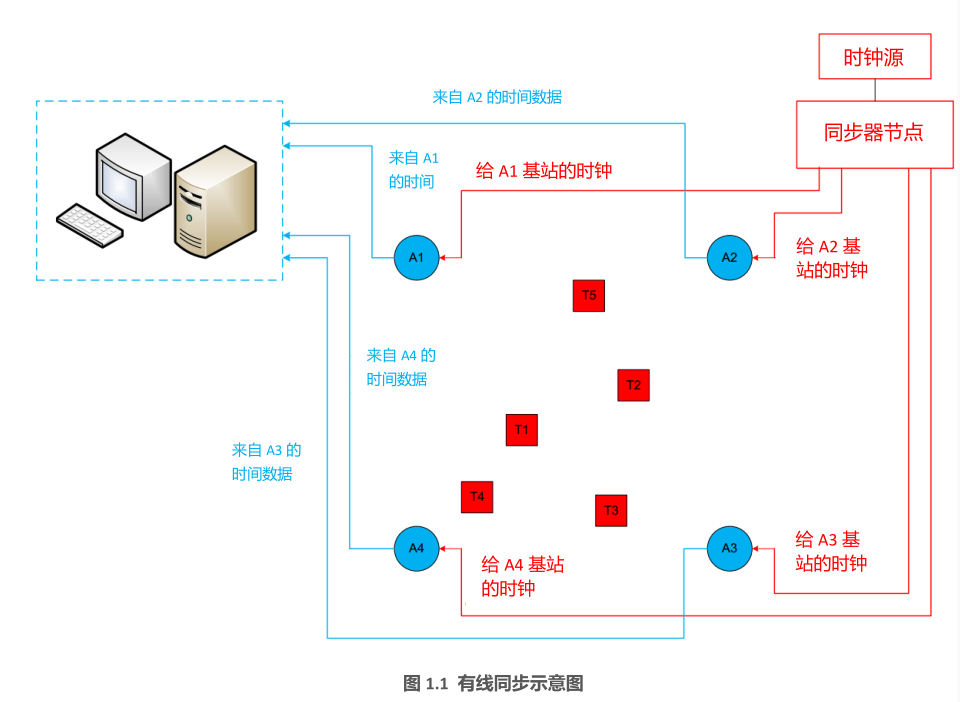 时钟源
同步器节点
来自 A2 的时间数据
来自 A1
的时间
给 A1 基站的时钟
给 A2 基
站的时钟
A1
A2
T5
来自 A4 的
时间数据
T2
T1
来自 A3 的
时间数据
T4
T3
A4
A3
给 A4 基站
的时钟
给 A3 基
站的时钟
图 1.1 有线同步示意图